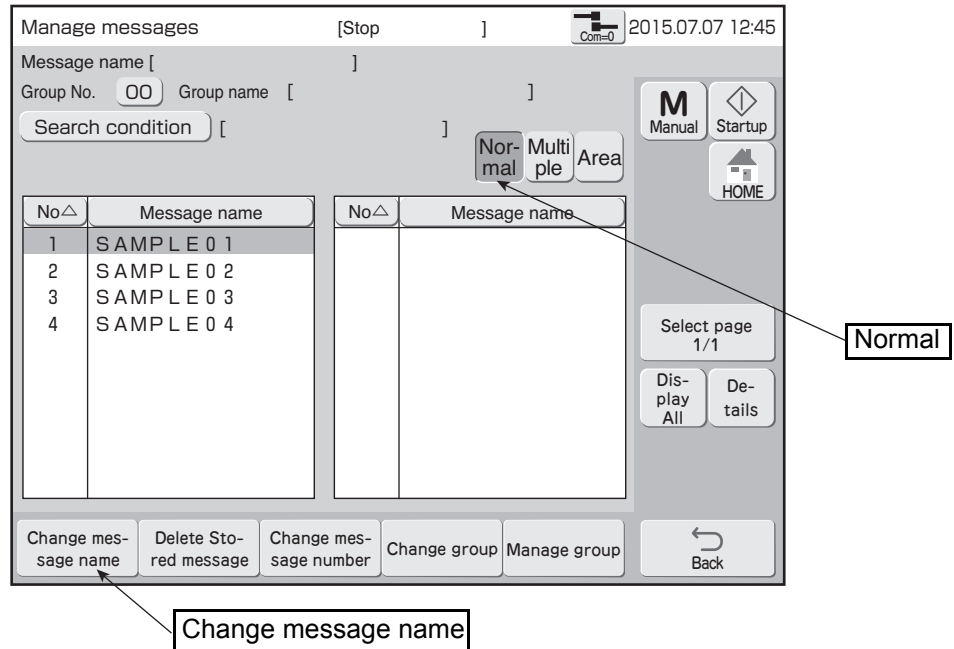 Manage messages [Stop ] Com=0 2015.07.07 12:45
Message name [ ]
Group No. 00 Group name [ ]
Search condition [ ]
M
Manual
Startup
HOME
Nor-
mal
Multi
ple
Area
No△ Message name
1 SAMPLE01
2 SAMPLE02
3 SAMPLE03
4 SAMPLE04
No△ Message name
Select page
1/1
Normal
Dis-
play
All
De-
tails
Change mes-
sage name
Delete Sto-
red message
Change mes-
sage number
Change group
Manage group
Back
Change message name